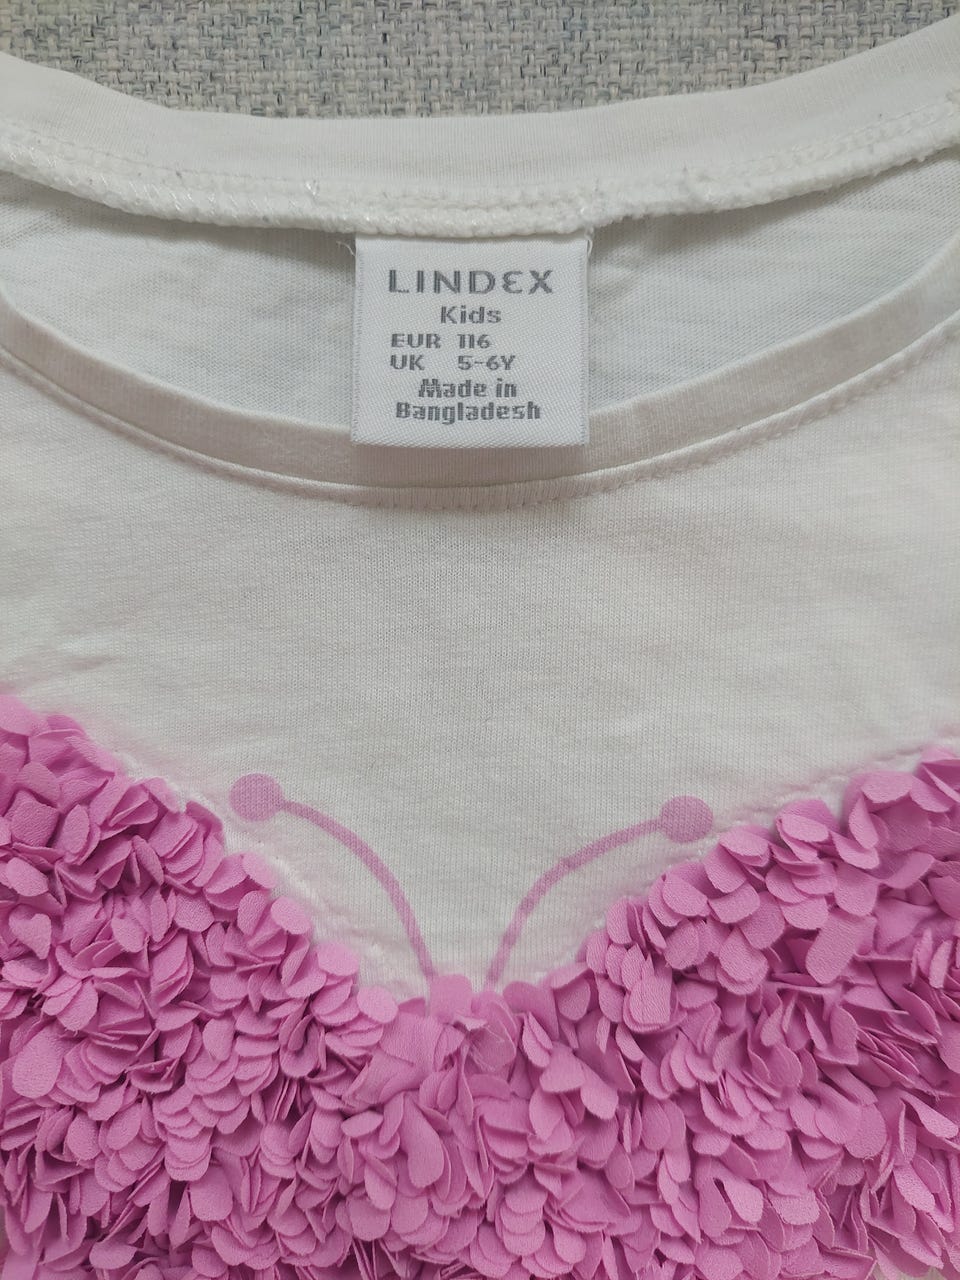 LINDEX
Kids
EUR 116
UK 5-6Y
Made in
Bangladesh